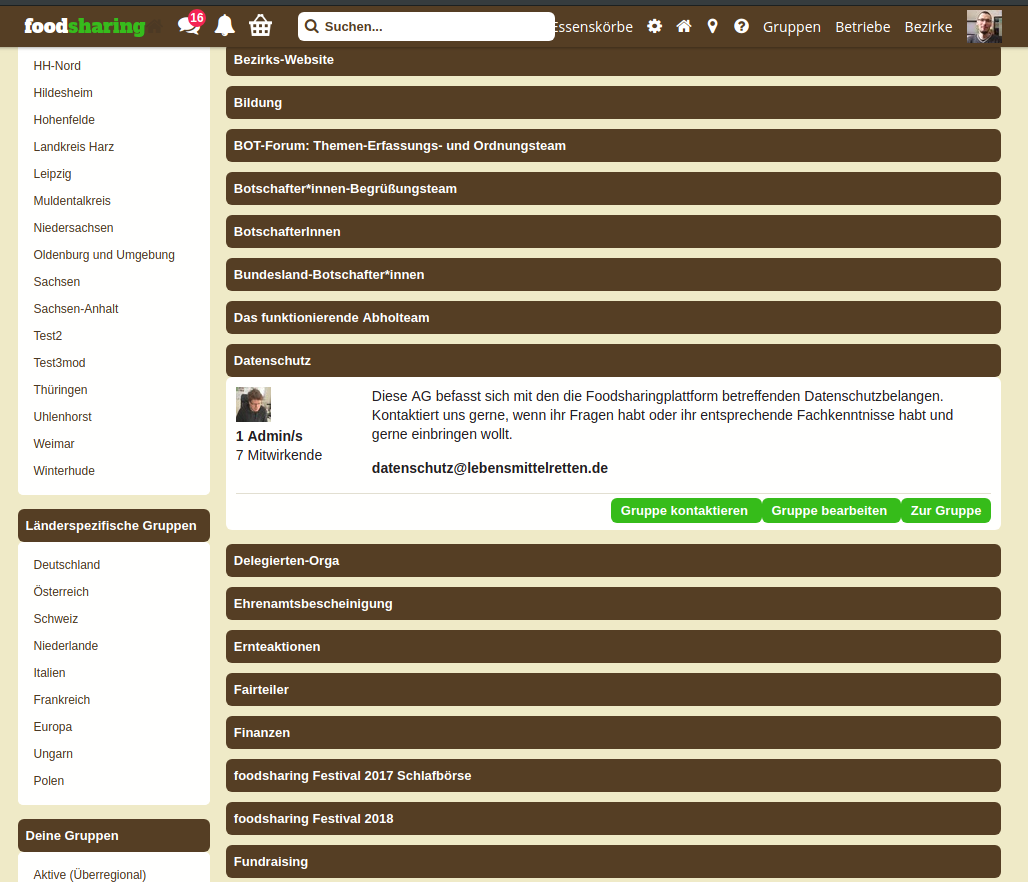 foodsharing
16
Suchen...
Essenskörbe
Gruppen
Betriebe
Bezirke
HH-Nord
Hildesheim
Hohenfelde
Landkreis Harz
Leipzig
Muldentalkreis
Niedersachsen
Oldenburg und Umgebung
Sachsen
Sachsen-Anhalt
Test2
Test3mod
Thüringen
Uhlenhorst
Weimar
Winterhude
Länderspezifische Gruppen
Deutschland
Österreich
Schweiz
Niederlande
Italien
Frankreich
Europa
Ungarn
Polen
Deine Gruppen
Aktive (Überregional)
Bezirks-Website
Bildung
BOT-Forum: Themen-Erfassungs- und Ordnungsteam
Botschafter*innen-Begrüßungsteam
BotschafterInnen
Bundesland-Botschafter*innen
Das funktionierende Abholteam
Datenschutz
1 Admin/s
7 Mitwirkende
Diese AG befasst sich mit den die Foodsharingplattform betreffenden Datenschutzbelangen.
Kontaktiert uns gerne, wenn ihr Fragen habt oder ihr entsprechende Fachkenntnisse habt und
gerne einbringen wollt.
datenschutz@lebensmittelretten.de
Gruppe kontaktieren
Gruppe bearbeiten
Zur Gruppe
Delegierten-Orga
Ehrenamtsbescheinigung
Ernteaktionen
Fairteiler
Finanzen
foodsharing Festival 2017 Schlafbörse
foodsharing Festival 2018
Fundraising